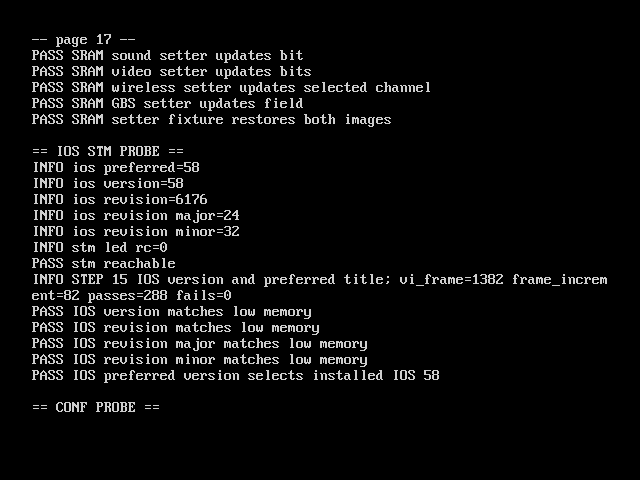 -- page 17 --
PASS SRAM sound setter updates bit
PASS SRAM video setter updates bits
PASS SRAM wireless setter updates selected channel
PASS SRAM GBS setter updates field
PASS SRAM setter fixture restores both images
== IOS STM PROBE ==
INFO ios preferred=58
INFO ios version=58
INFO ios revision=6176
INFO ios revision major=24
INFO ios revision minor=32
INFO stm led rc=0
PASS stm reachable
INFO STEP 15 IOS version and preferred title; vi_frame=1382 frame_increm
ent=82 passes=288 fails=0
PASS IOS version matches low memory
PASS IOS revision matches low memory
PASS IOS revision major matches low memory
PASS IOS revision minor matches low memory
PASS IOS preferred version selects installed IOS 58
== CONF PROBE ==